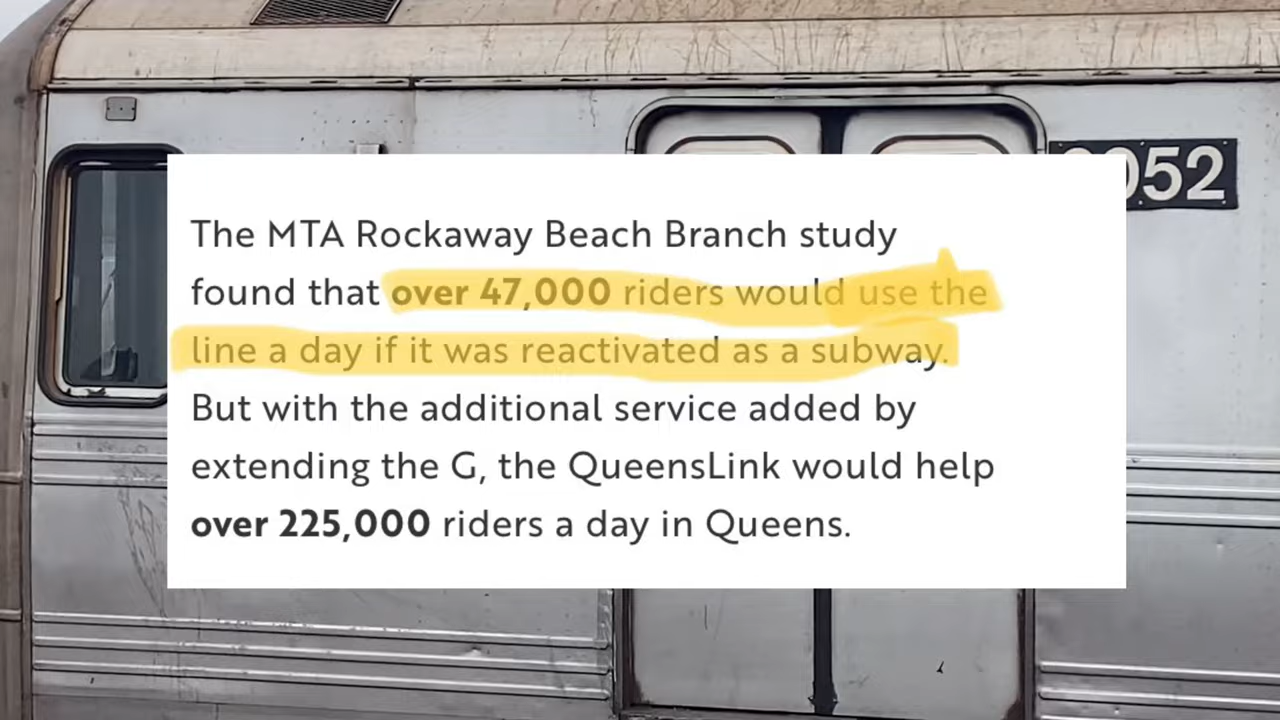 The MTA Rockaway Beach Branch study
found that over 47,000 riders would use the
line a day if it was reactivated as a subway.
But with the additional service added by
extending the G, the QueensLink would help
over 225,000 riders a day in Queens.
052